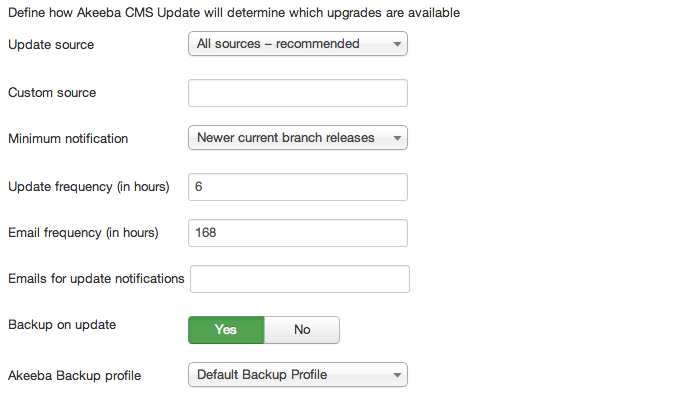 Define how Akeeba CMS Update will determine which upgrades are available
Update source All sources – recommended
Custom source
Minimum notification Newer current branch releases
Update frequency (in hours) 6
Email frequency (in hours) 168
Emails for update notifications
Backup on update Yes No
Akeeba Backup profile Default Backup Profile